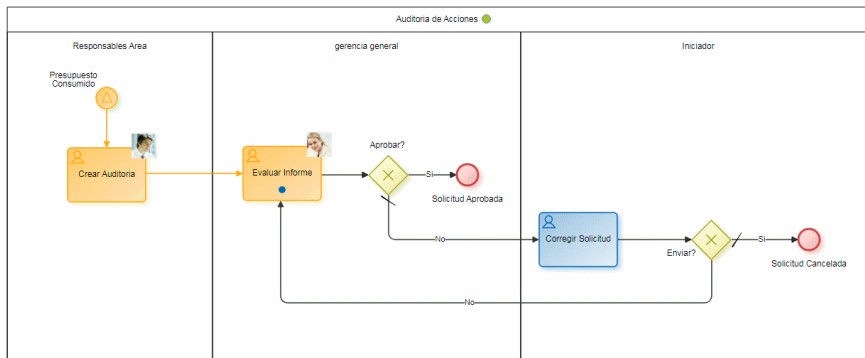 Auditoria de Acciones
Responsables Area
gerencia general
Iniciador
Presupuesto
Consumido
Crear Auditoria
Evaluar Informe
Aprobar?
Si
Solicitud Aprobada
No
Corregir Solicitud
Enviar?
Si
Solicitud Cancelada
No